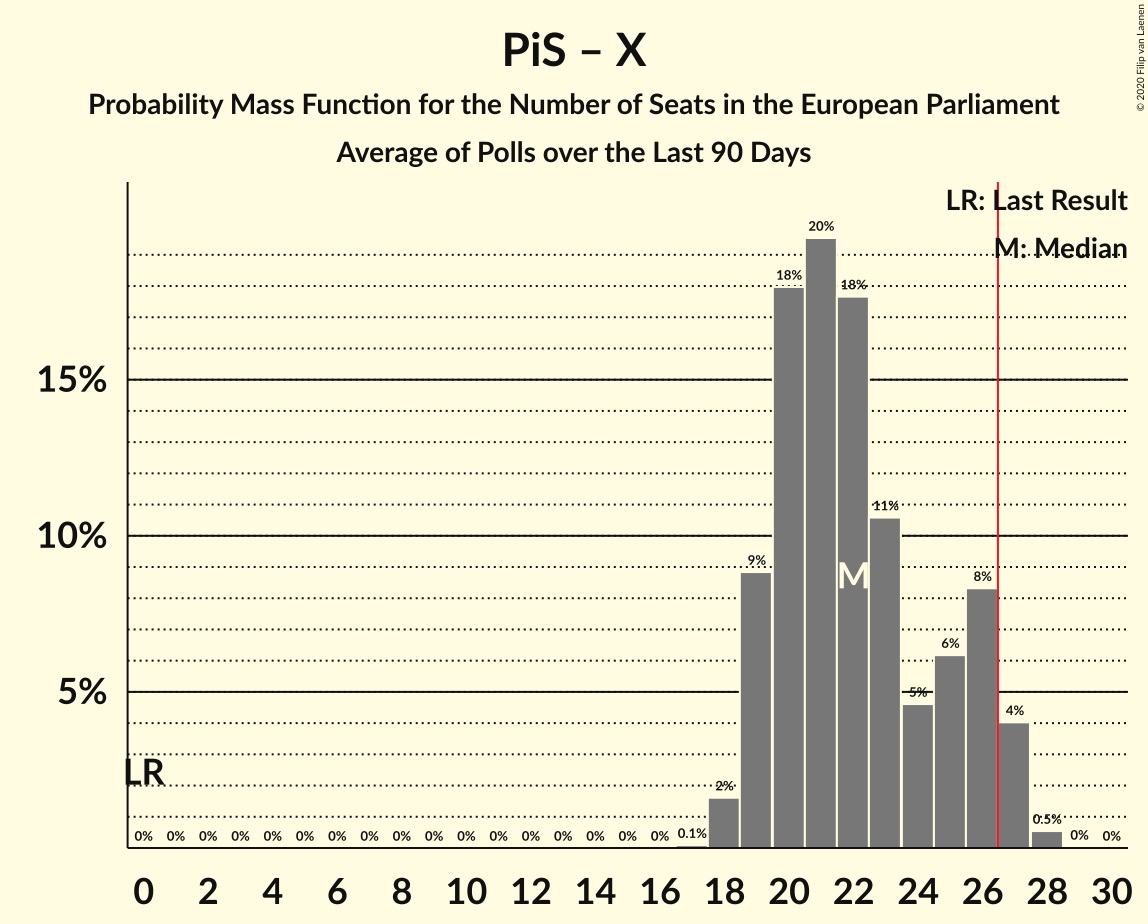 PiS – X
Probability Mass Function for the Number of Seats in the European Parliament
Average of Polls over the Last 90 Days
© 2020 Filip van Laenen
LR: Last Result
M: Median
20%
18%
18%
15%
11%
10%
9%
M
8%
6%
5%
5%
4%
LR
2%
0% 0% 0% 0% 0% 0% 0% 0% 0% 0% 0% 0% 0% 0% 0% 0% 0% 0.1% 0.5% 0% 0%
0 2 4 6 8 10 12 14 16 18 20 22 24 26 28 30